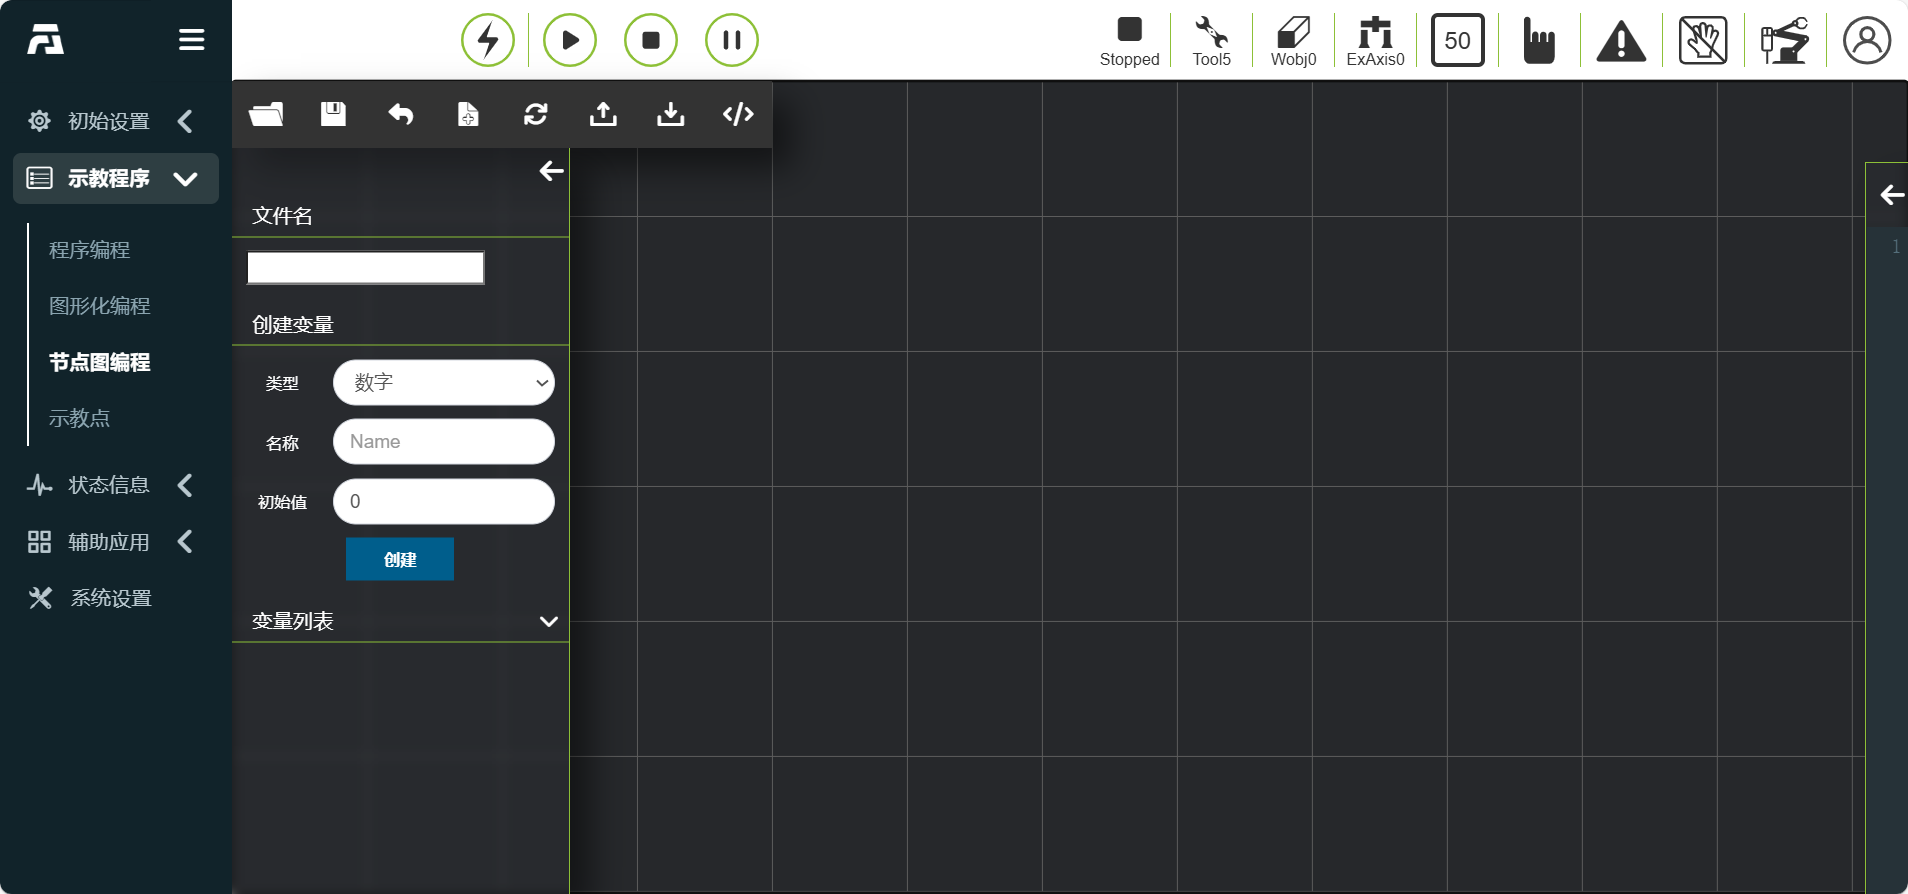 Stopped
Tool5
Wobj0
ExAxis0
50
初始设置
示教程序
程序编程
图形化编程
节点图编程
示教点
状态信息
辅助应用
系统设置
文件名
创建变量
类型
数字
名称
Name
初始值
0
创建
变量列表
1